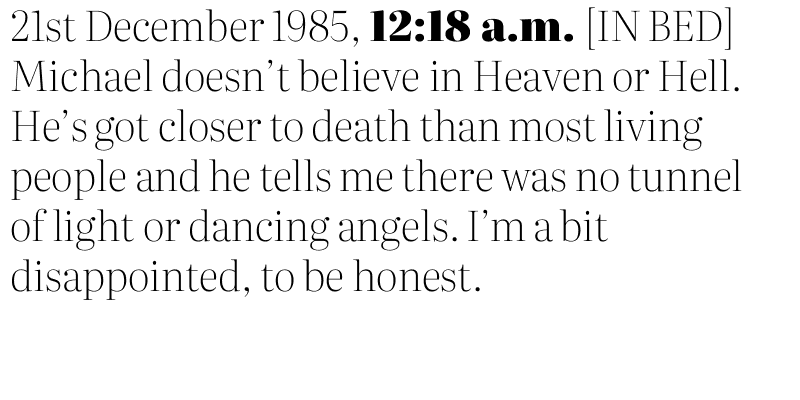 21st December 1985, 12:18 a.m. [IN BED]
Michael doesn’t believe in Heaven or Hell.
He’s got closer to death than most living
people and he tells me there was no tunnel
of light or dancing angels. I’m a bit
disappointed, to be honest.